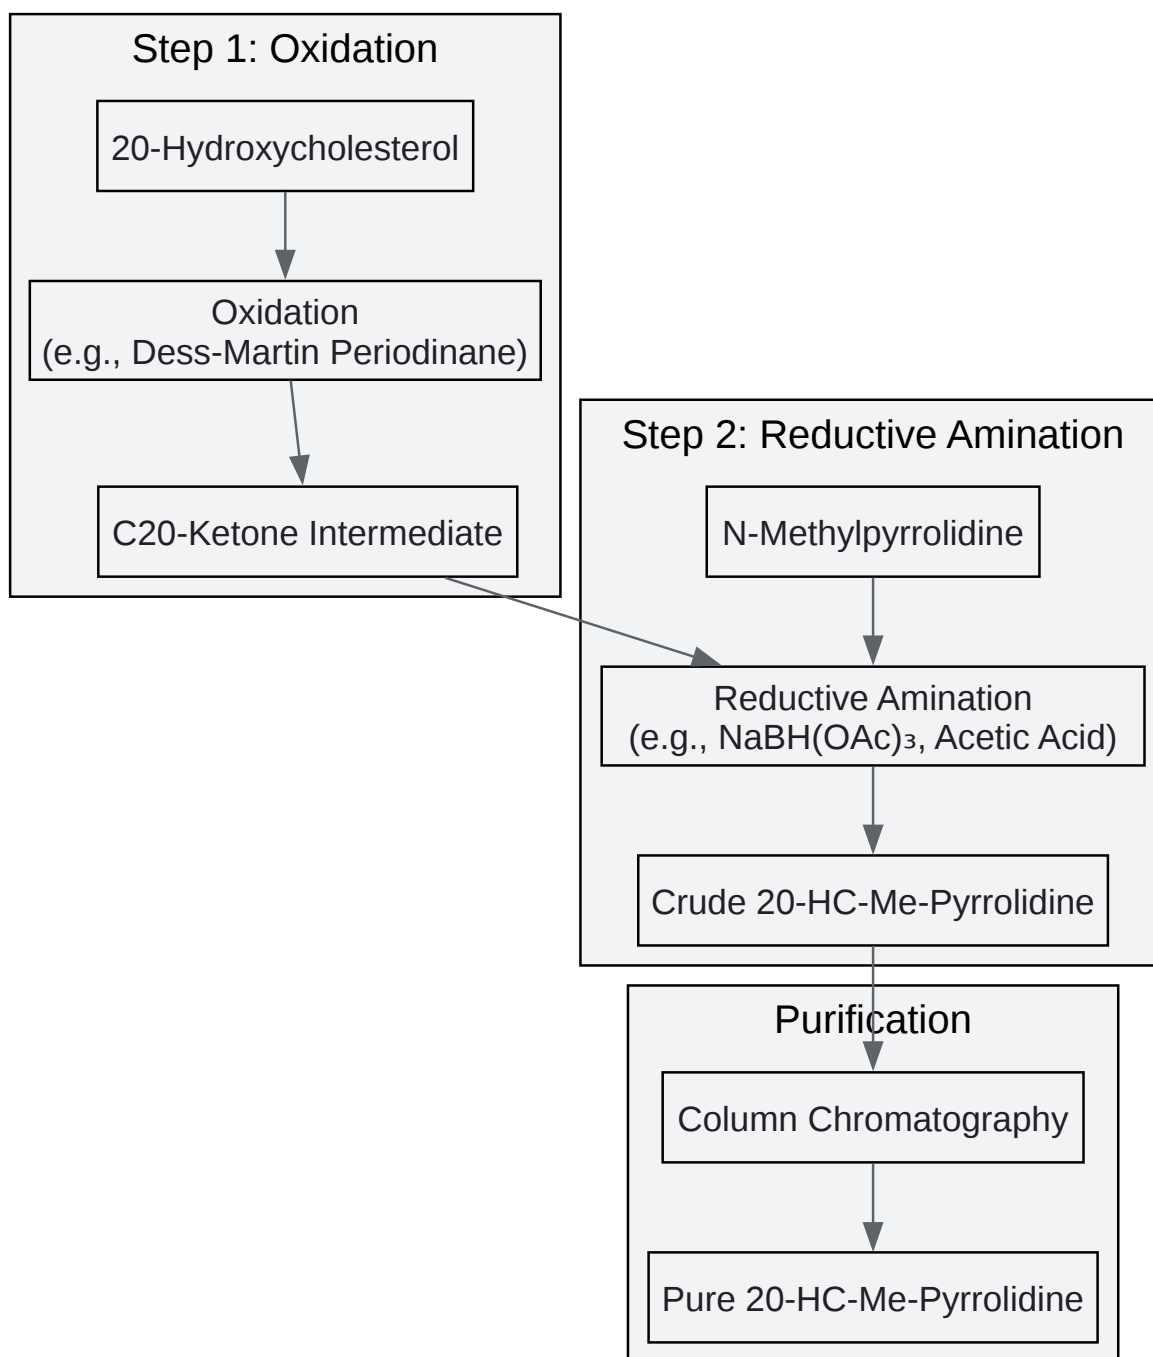 Step 1: Oxidation
20-Hydroxycholesterol
Oxidation
(e.g., Dess-Martin Periodinane)
C20-Ketone Intermediate
Step 2: Reductive Amination
N-Methylpyrrolidine
Reductive Amination
(e.g., NaBH(OAc)₃, Acetic Acid)
Crude 20-HC-Me-Pyrrolidine
Purification
Column Chromatography
Pure 20-HC-Me-Pyrrolidine